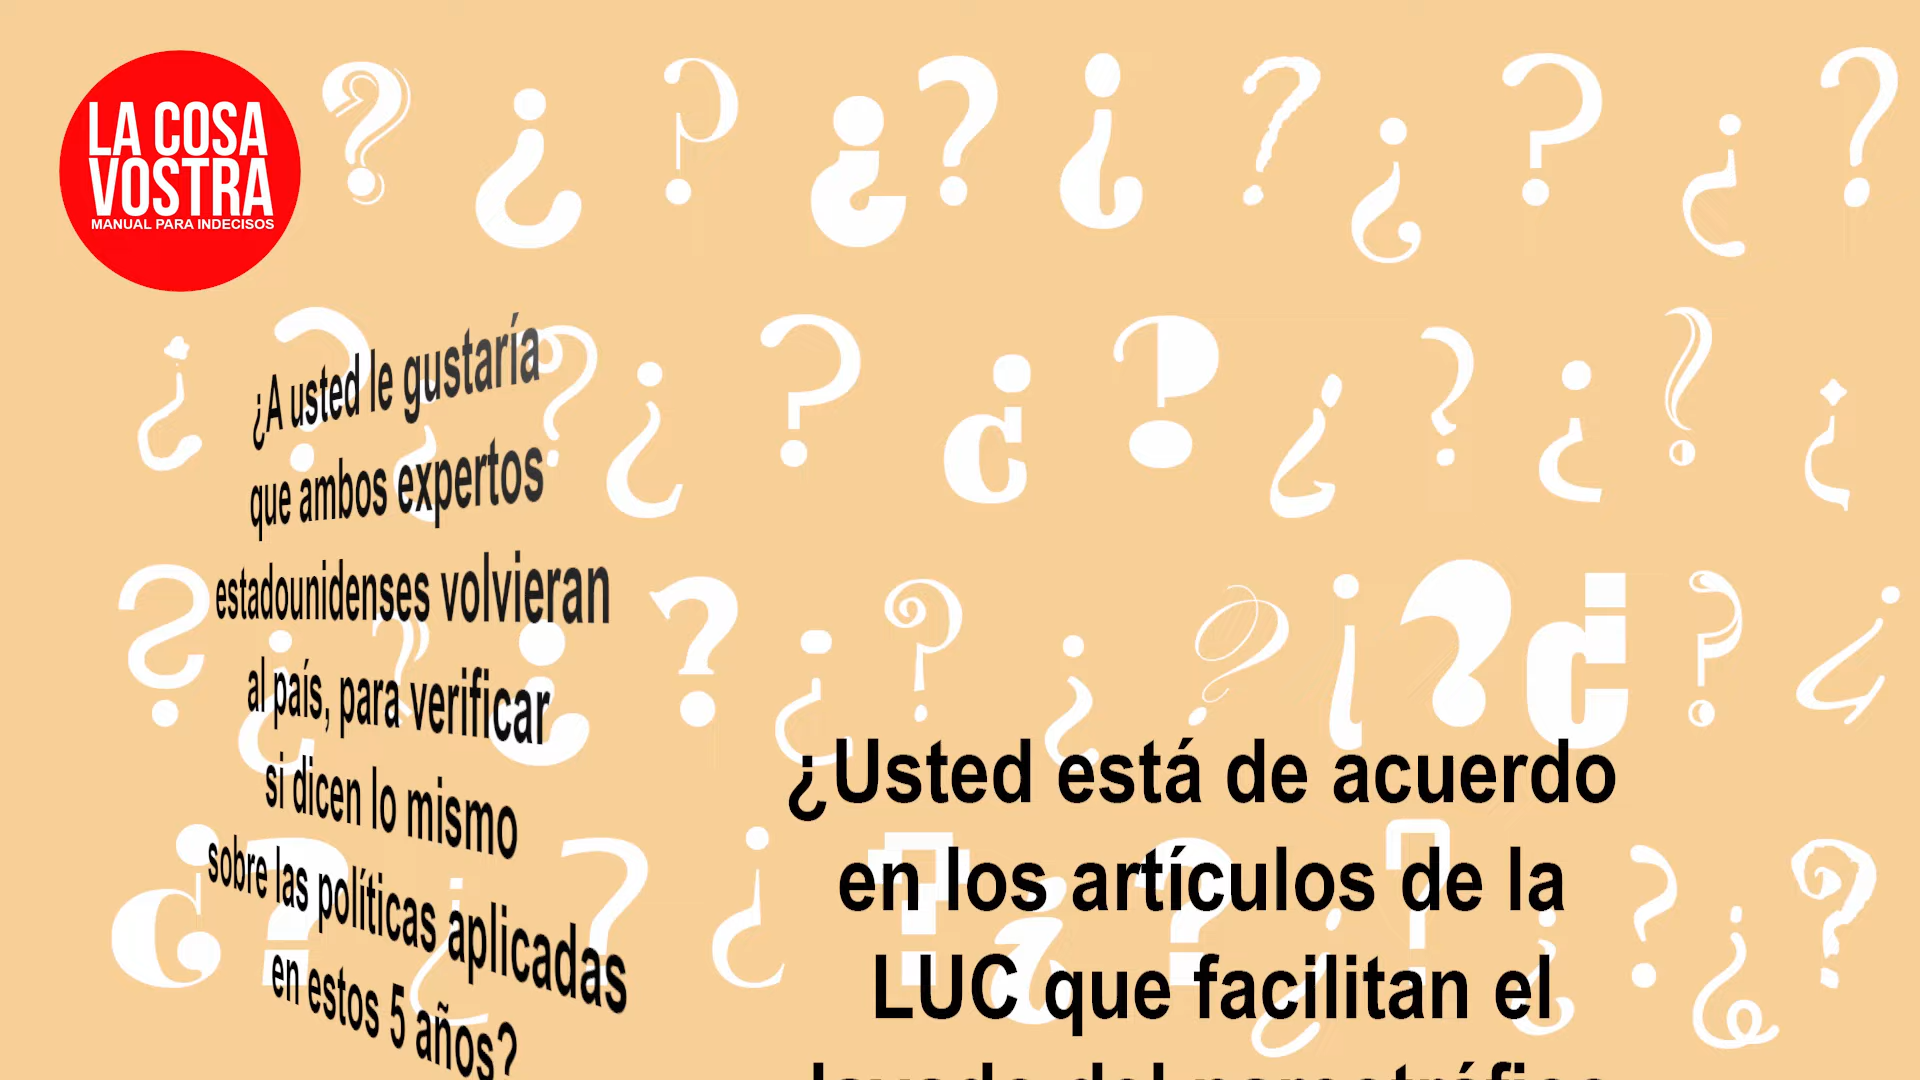 LA COSA
VOSTRA
MANUAL PARA INDECISOS
¿A usted le gustaría
que ambos expertos
estadounidenses volvieran
al país, para verificar
si dicen lo mismo
sobre las políticas aplicadas
en estos 5 años?
¿Usted está de acuerdo
en los artículos de la
LUC que facilitan el